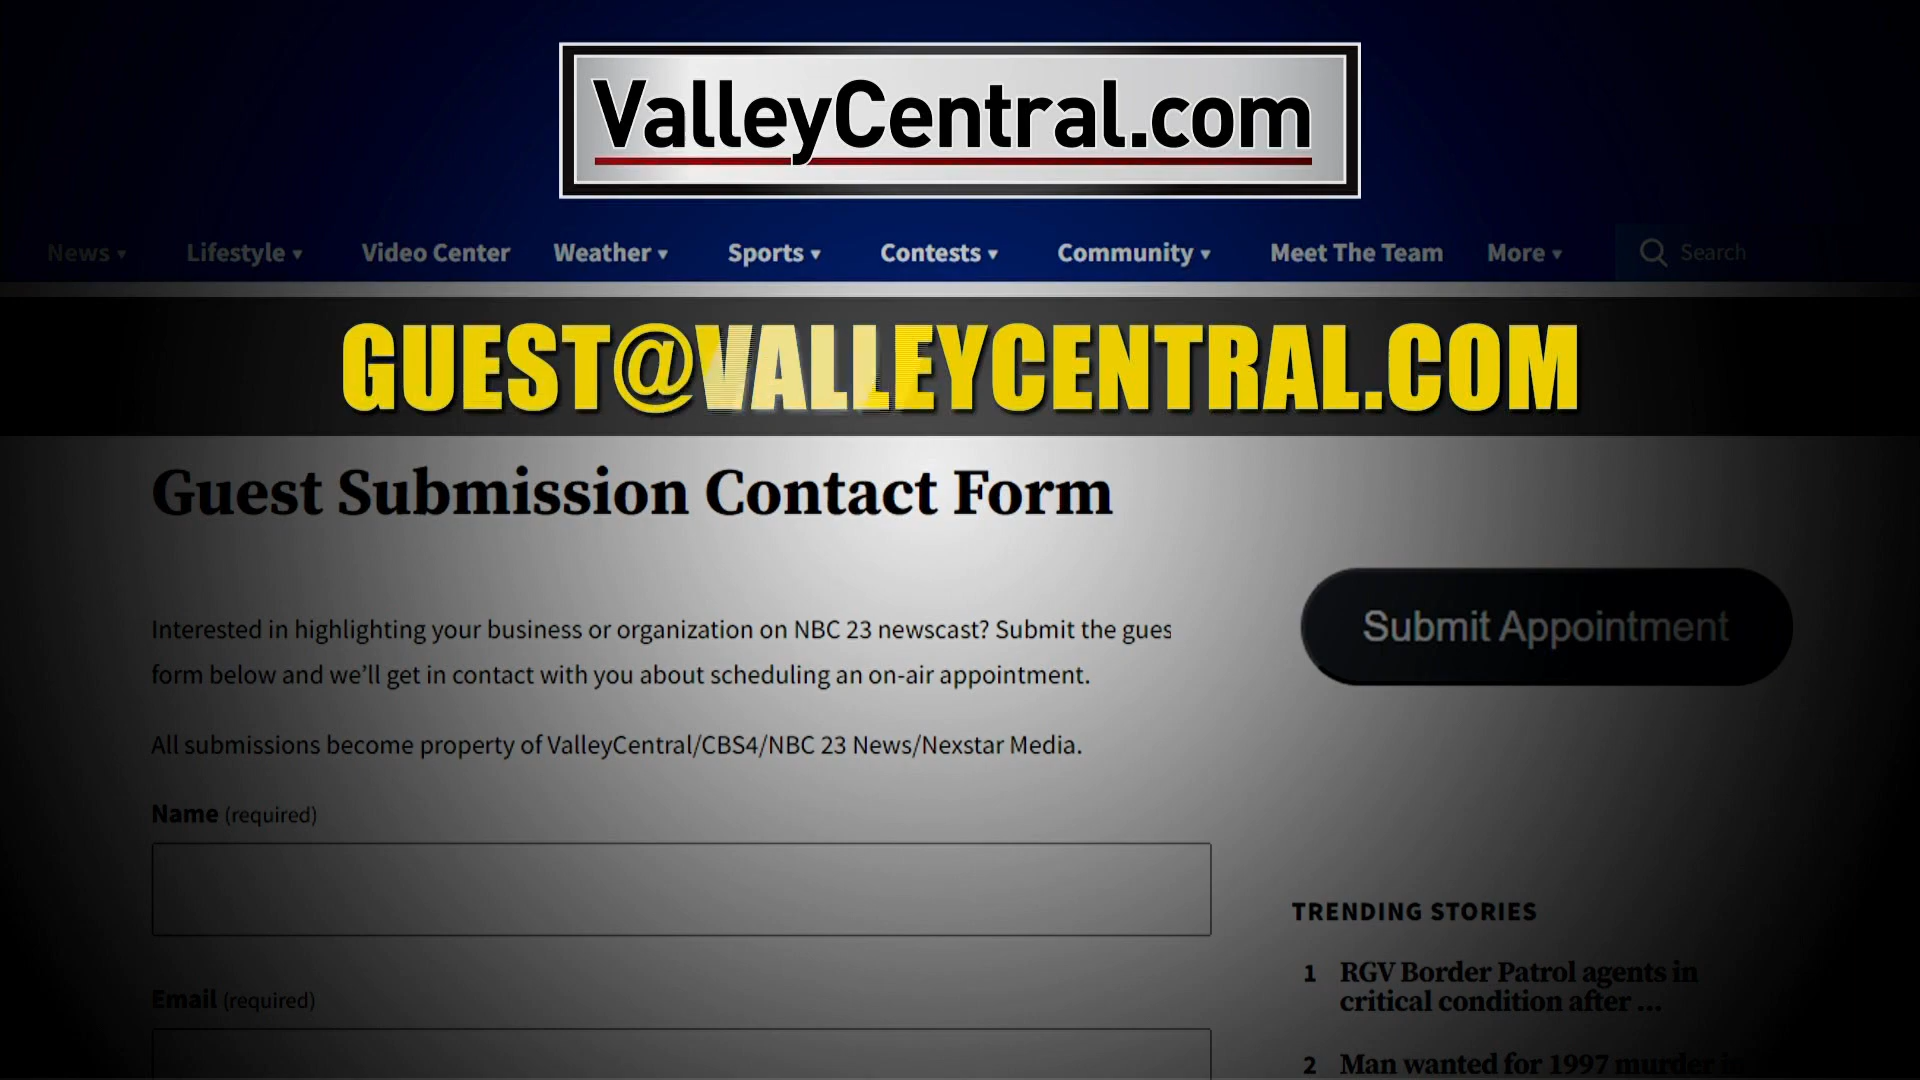 ValleyCentral.com
News ▾ Lifestyle ▾ Video Center Weather ▾ Sports ▾ Contests ▾ Community ▾ Meet The Team More ▾ Search
GUEST@VALLEYCENTRAL.COM
Guest Submission Contact Form
Interested in highlighting your business or organization on NBC 23 newscast? Submit the gues
form below and we'll get in contact with you about scheduling an on-air appointment.
All submissions become property of ValleyCentral/CBS4/NBC 23 News/Nexstar Media.
Name (required)
Email (required)
Submit Appointment
TRENDING STORIES
1 RGV Border Patrol agents in
critical condition after ...
2 Man wanted for 1997 murder in